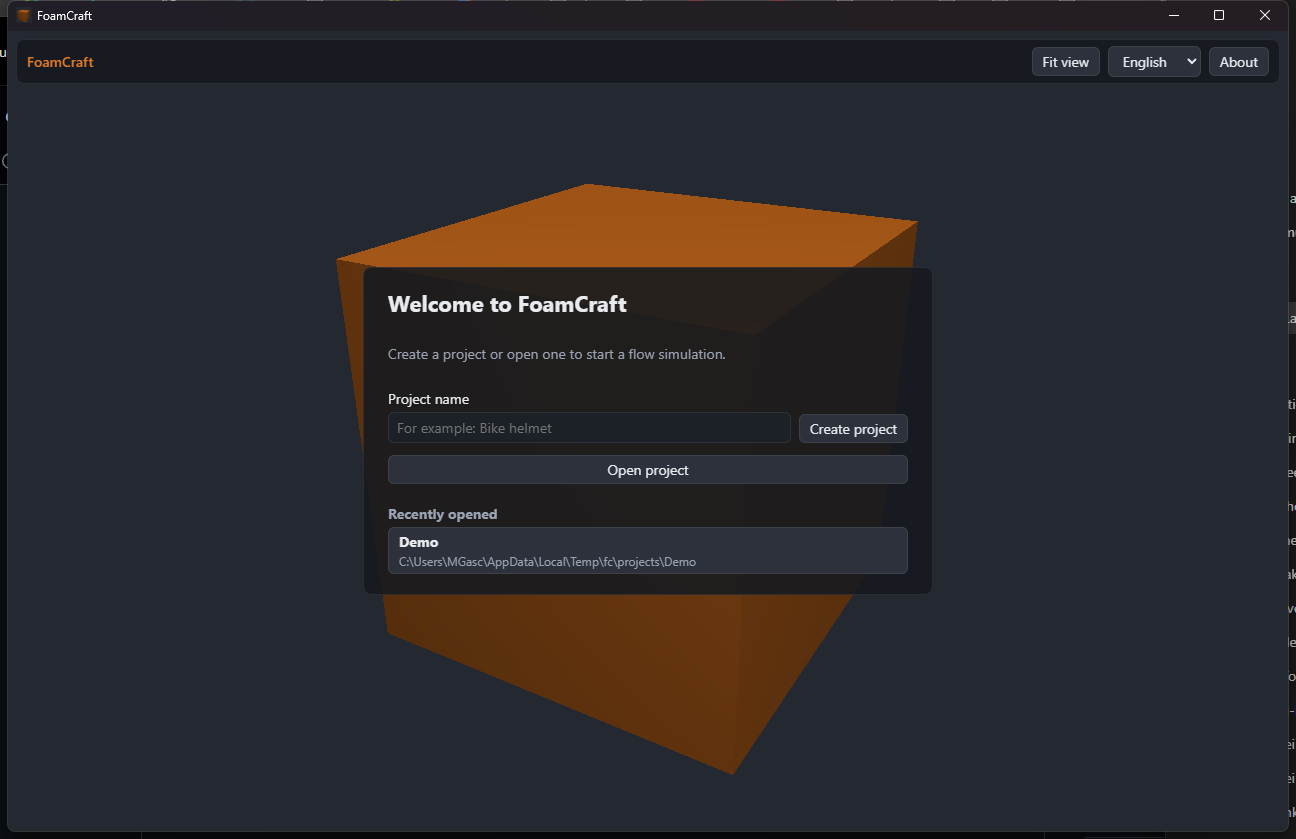 FoamCraft
FoamCraft
Fit view
English
About
Welcome to FoamCraft
Create a project or open one to start a flow simulation.
Project name
For example: Bike helmet
Create project
Open project
Recently opened
Demo
C:\Users\MGasc\AppData\Local\Temp\fc\projects\Demo